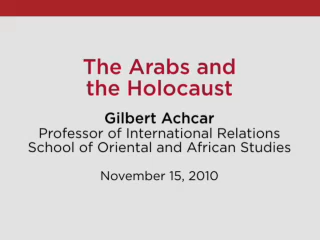 The Arabs and
the Holocaust
Gilbert Achcar
Professor of International Relations
School of Oriental and African Studies
November 15, 2010